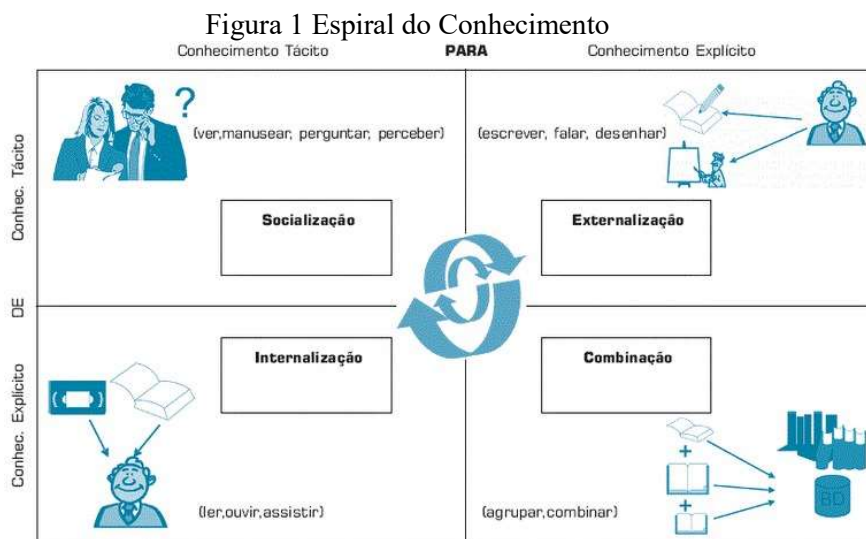 Figura 1 Espiral do Conhecimento
Conhecimento Tácito PARA Conhecimento Explícito
Conhec. Tácito
?
(ver,manusear, perguntar, perceber)
(escrever, falar, desenhar)
Socialização
Externalização
DE
Internalização
Combinação
Conhec. Explícito
+
+
BD
(ler,ouvir,assistir)
(agrupar,combinar)